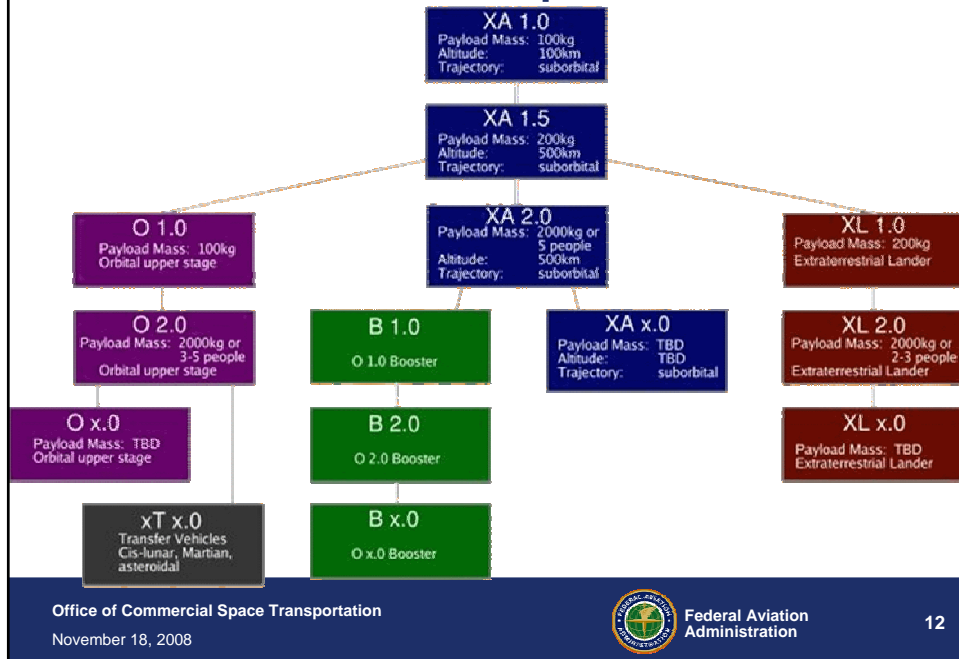 XA 1.0
Payload Mass: 100kg
Altitude: 100km
Trajectory: suborbital
XA 1.5
Payload Mass: 200kg
Altitude: 500km
Trajectory: suborbital
O 1.0
Payload Mass: 100kg
Orbital upper stage
XA 2.0
Payload Mass: 2000kg or
5 people
Altitude: 500km
Trajectory: suborbital
XL 1.0
Payload Mass: 200kg
Extraterrestrial Lander
O 2.0
Payload Mass: 2000kg or
3-5 people
Orbital upper stage
B 1.0
O 1.0 Booster
XA x.0
Payload Mass: TBD
Altitude: TBD
Trajectory: suborbital
XL 2.0
Payload Mass: 2000kg or
2-3 people
Extraterrestrial Lander
O x.0
Payload Mass: TBD
Orbital upper stage
B 2.0
O 2.0 Booster
XL x.0
Payload Mass: TBD
Extraterrestrial Lander
xT x.0
Transfer Vehicles
Cis-lunar, Martian,
asteroidal
B x.0
O x.0 Booster
Office of Commercial Space Transportation
November 18, 2008
Federal Aviation
Administration
12